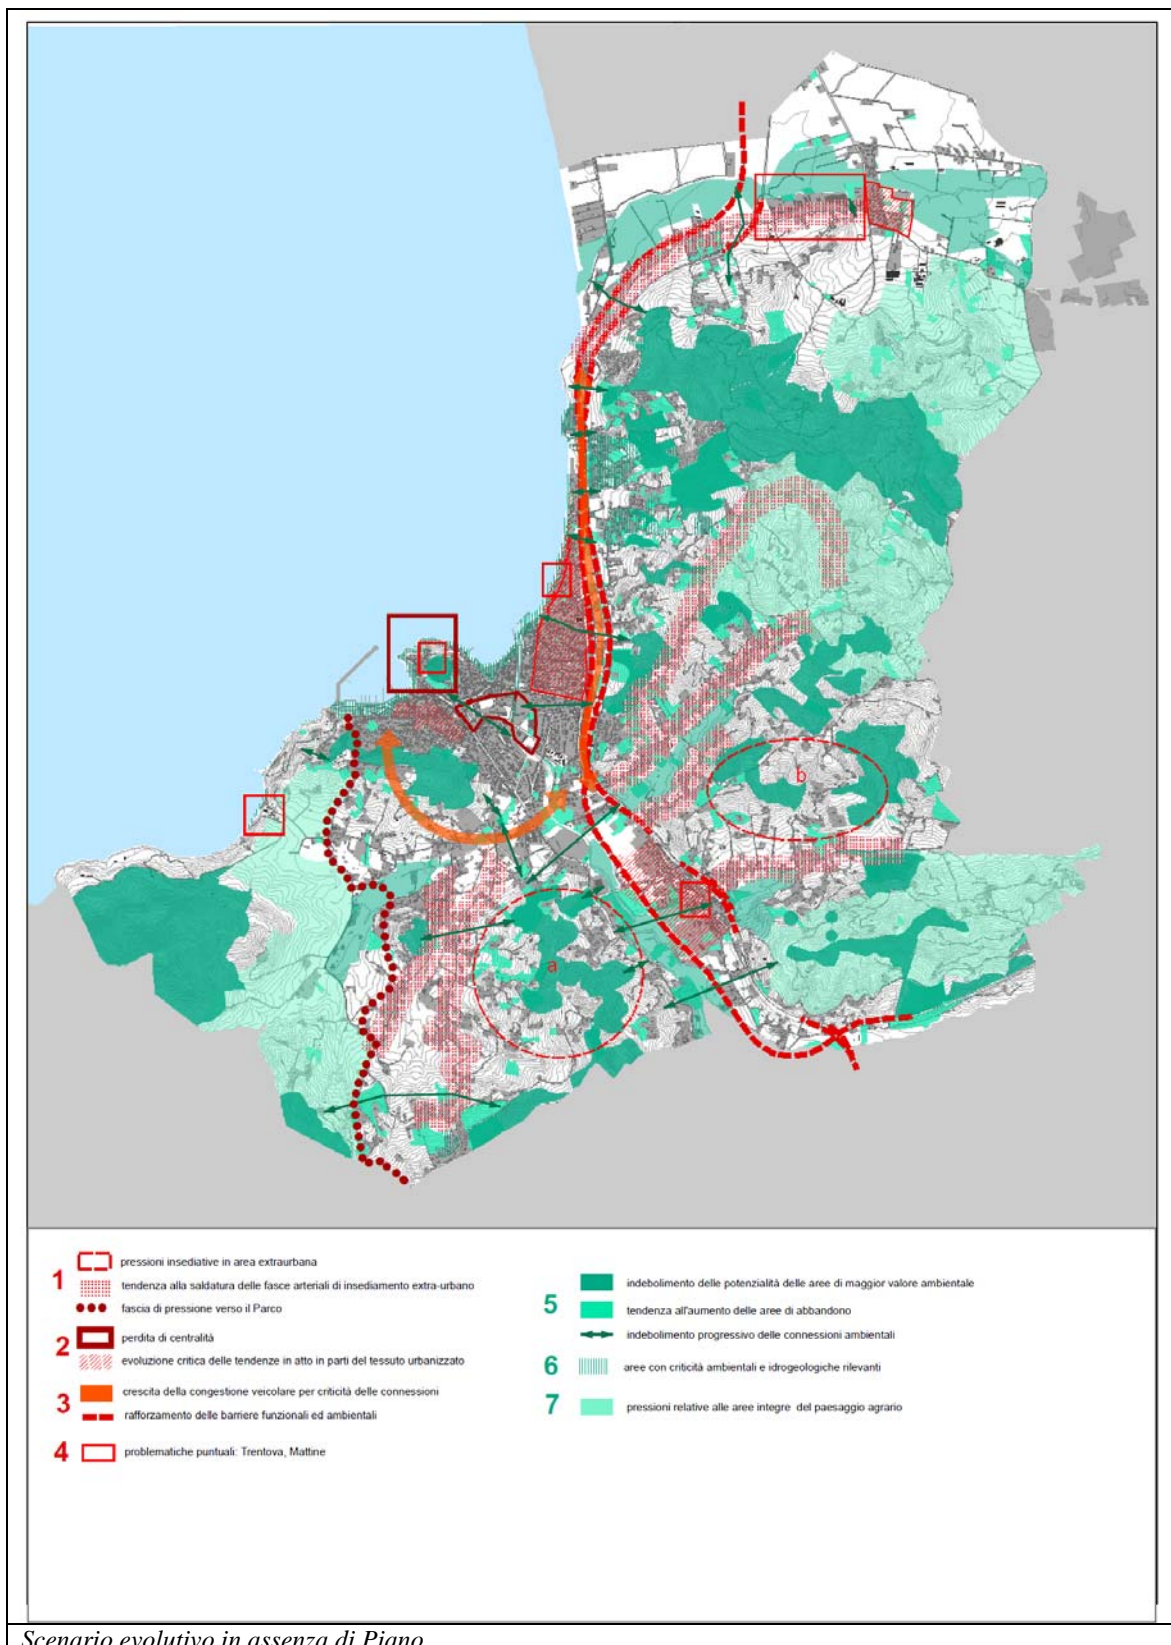 b
a
1
pressioni insediative in area extraurbana
tendenza alla saldatura delle fasce arteriali di insediamento extra-urbano
fascia di pressione verso il Parco
2
perdita di centralità
evoluzione critica delle tendenze in atto in parti del tessuto urbanizzato
3
crescita della congestione veicolare per criticità delle connessioni
rafforzamento delle barriere funzionali ed ambientali
4
problematiche puntuali: Trentova, Mattine
5
indebolimento delle potenzialità delle aree di maggior valore ambientale
tendenza all'aumento delle aree di abbandono
indebolimento progressivo delle connessioni ambientali
6
aree con criticità ambientali e idrogeologiche rilevanti
7
pressioni relative alle aree integre del paesaggio agrario
Scenario evolutivo in assenza di Piano